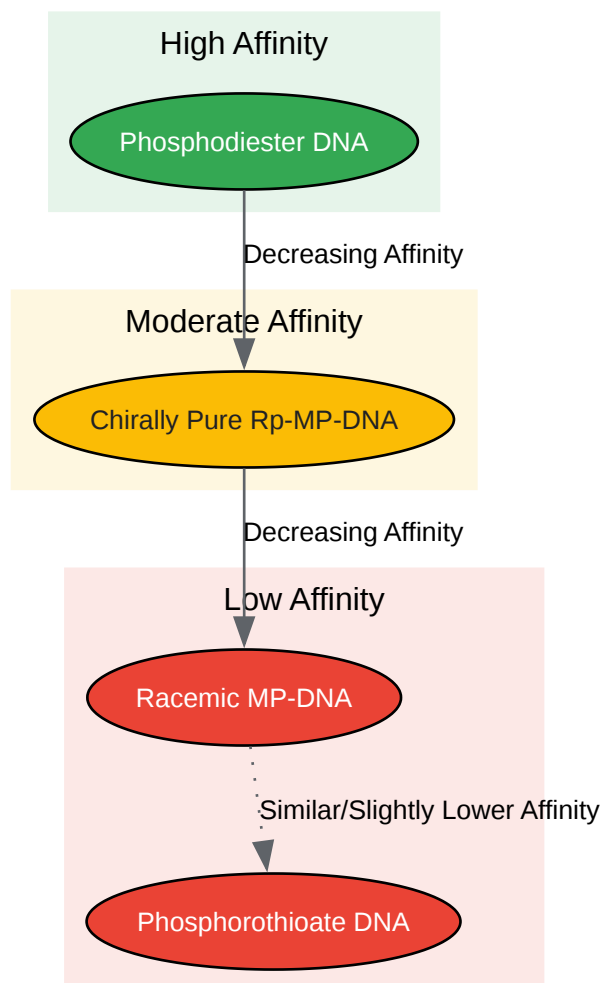 High Affinity
Phosphodiester DNA
Decreasing Affinity
Moderate Affinity
Chirally Pure Rp-MP-DNA
Decreasing Affinity
Low Affinity
Racemic MP-DNA
Similar/Slightly Lower Affinity
Phosphorothioate DNA